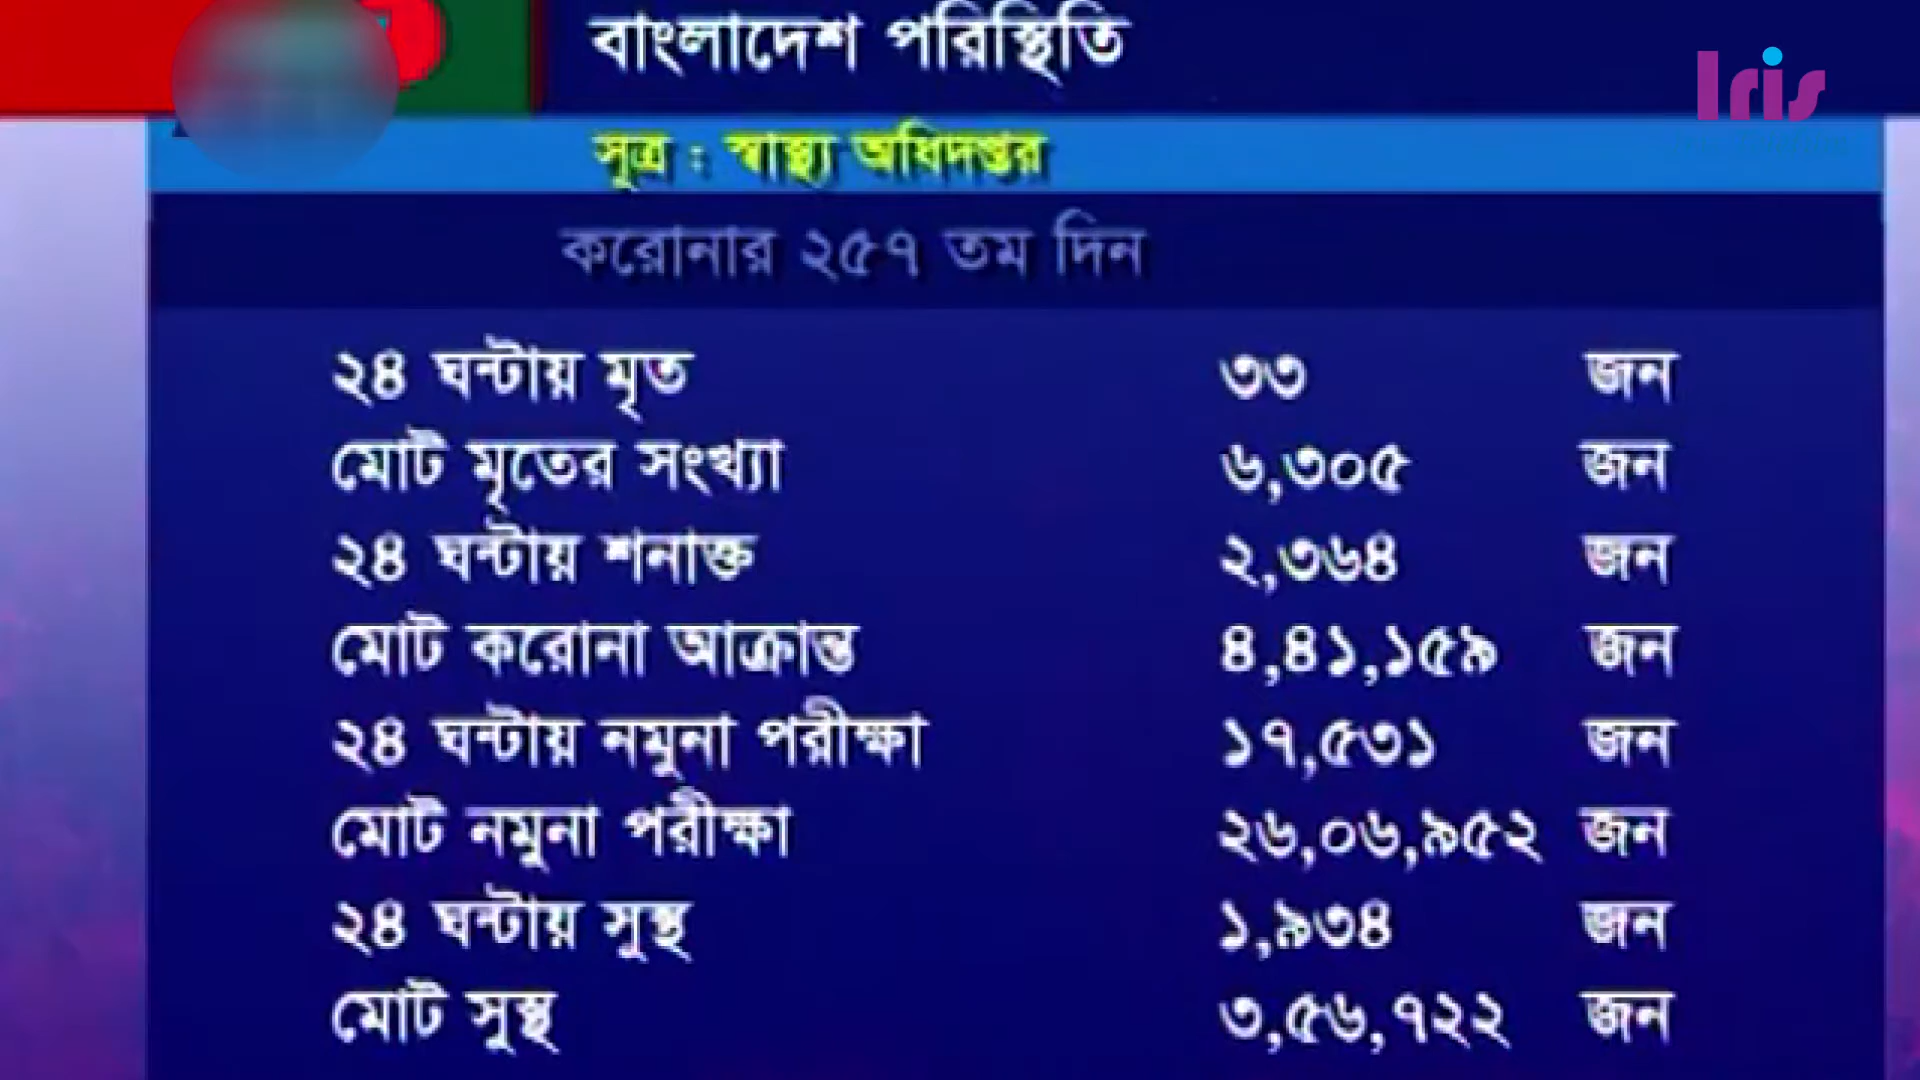 বাংলাদেশ পরিস্থিতি
Iris
সূত্র : স্বাস্থ্য অধিদপ্তর
করোনার ২৫৭ তম দিন
২৪ ঘন্টায় মৃত ৩৩ জন
মোট মৃতের সংখ্যা ৬,৩০৫ জন
২৪ ঘন্টায় শনাক্ত ২,৩৬৪ জন
মোট করোনা আক্রান্ত ৪,৪১,১৫৯ জন
২৪ ঘন্টায় নমুনা পরীক্ষা ১৭,৫৩১ জন
মোট নমুনা পরীক্ষা ২৬,০৬,৯৫২ জন
২৪ ঘন্টায় সুস্থ ১,৯৩৪ জন
মোট সুস্থ ৩,৫৬,৭২২ জন